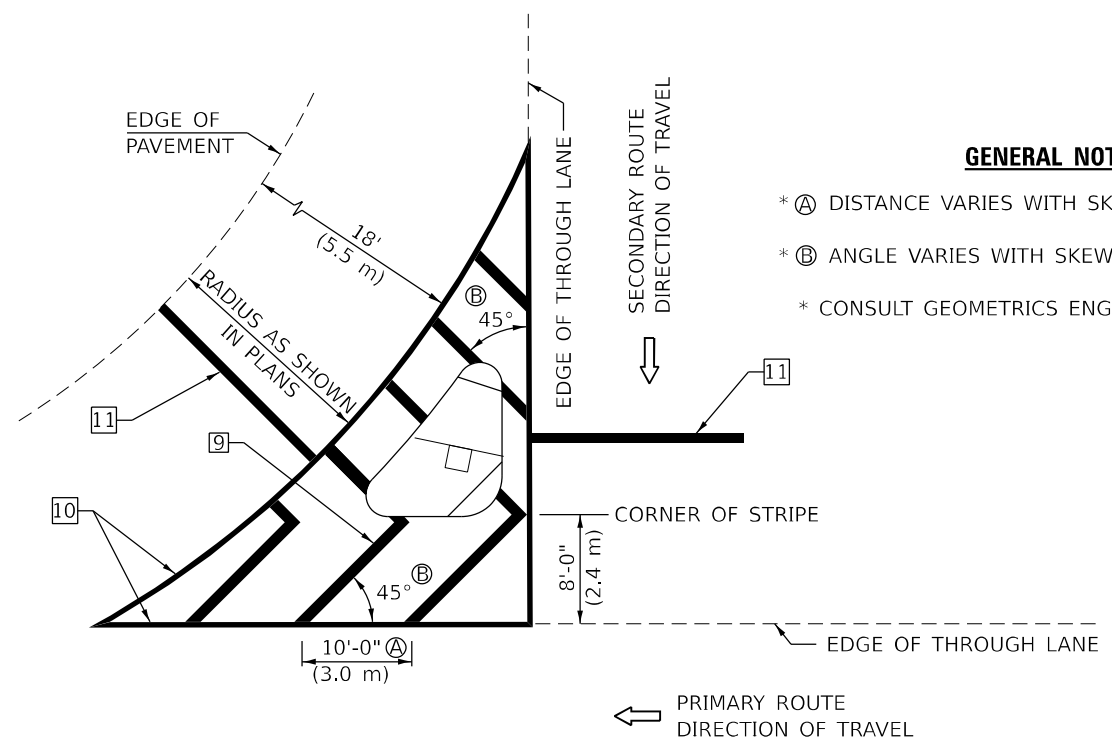 EDGE OF
PAVEMENT
18'
(5.5 m)
RADIUS AS SHOWN
IN PLANS
EDGE OF THROUGH LANE
SECONDARY ROUTE
DIRECTION OF TRAVEL
GENERAL NOT
* Ⓐ DISTANCE VARIES WITH SK
* Ⓑ ANGLE VARIES WITH SKEW
* CONSULT GEOMETRICS ENG
Ⓑ
45°
11
11
9
10
CORNER OF STRIPE
8'-0"
(2.4 m)
45° Ⓑ
10'-0" Ⓐ
(3.0 m)
EDGE OF THROUGH LANE
PRIMARY ROUTE
DIRECTION OF TRAVEL